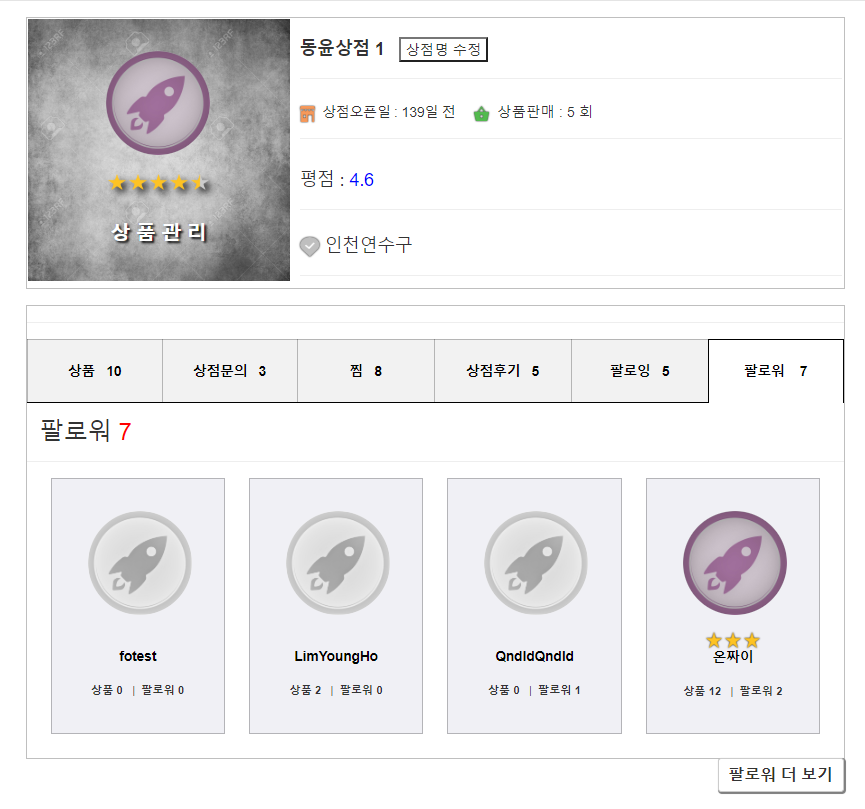 동윤상점 1 상점명 수정
상점오픈일 : 139일 전 상품판매 : 5 회
평점 : 4.6
상 품 관 리
인천연수구
상품 10 상점문의 3 찜 8 상점후기 5 팔로잉 5 팔로워 7
팔로워 7
fotest LimYoungHo QndldQndld 온짜이
상품 0 | 팔로워 0 상품 2 | 팔로워 0 상품 0 | 팔로워 1 상품 12 | 팔로워 2
팔로워 더 보기